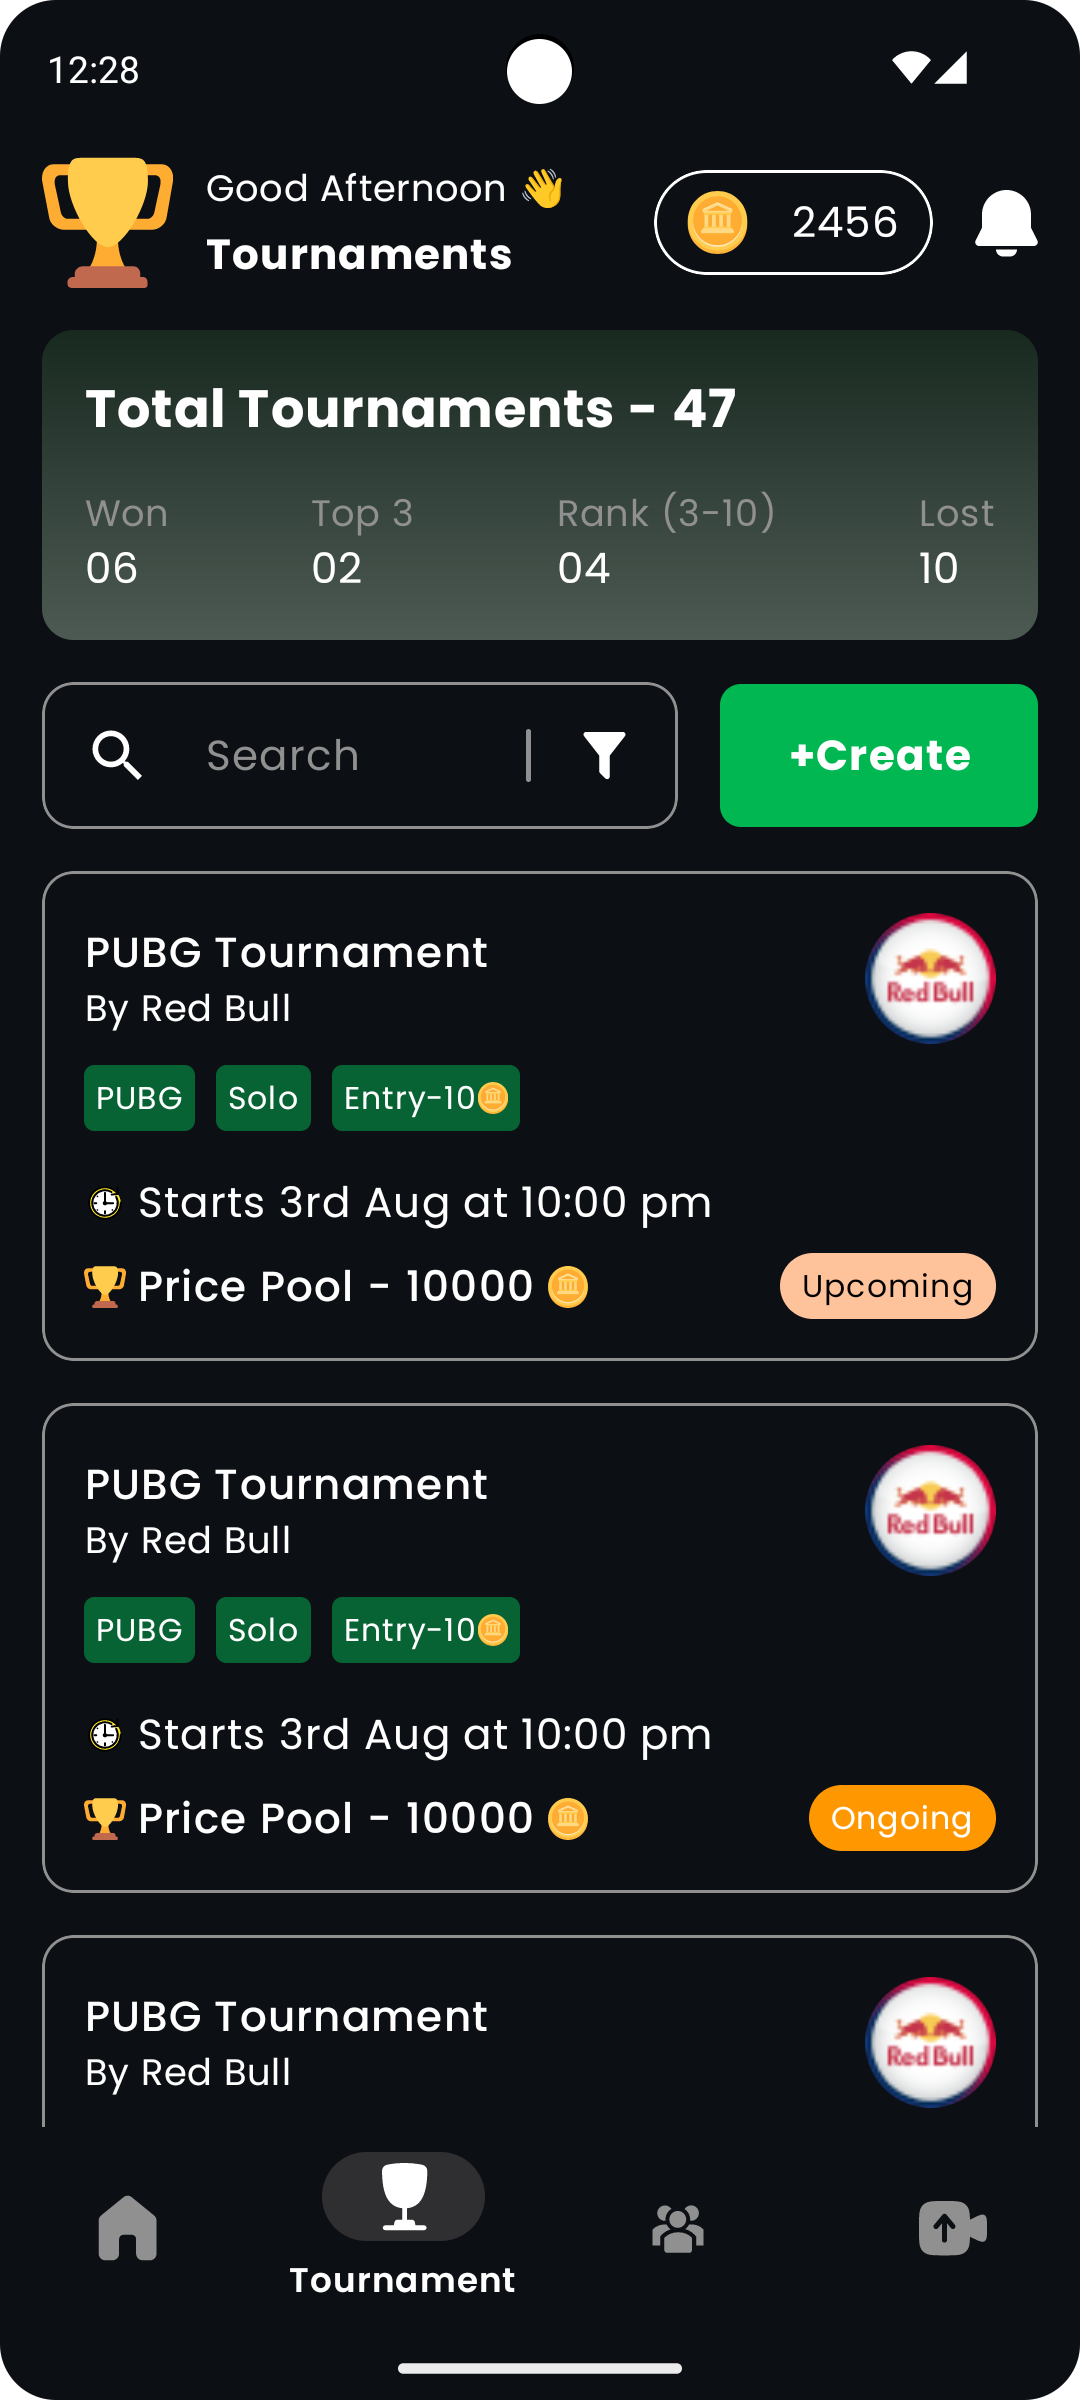 12:28
Good Afternoon 👋
Tournaments
2456
Total Tournaments - 47
Won Top 3 Rank (3-10) Lost
06 02 04 10
Search
+Create
PUBG Tournament
By Red Bull
Red Bull
PUBG Solo Entry-10
Starts 3rd Aug at 10:00 pm
Price Pool - 10000
Upcoming
PUBG Tournament
By Red Bull
Red Bull
PUBG Solo Entry-10
Starts 3rd Aug at 10:00 pm
Price Pool - 10000
Ongoing
PUBG Tournament
By Red Bull
Red Bull
Tournament